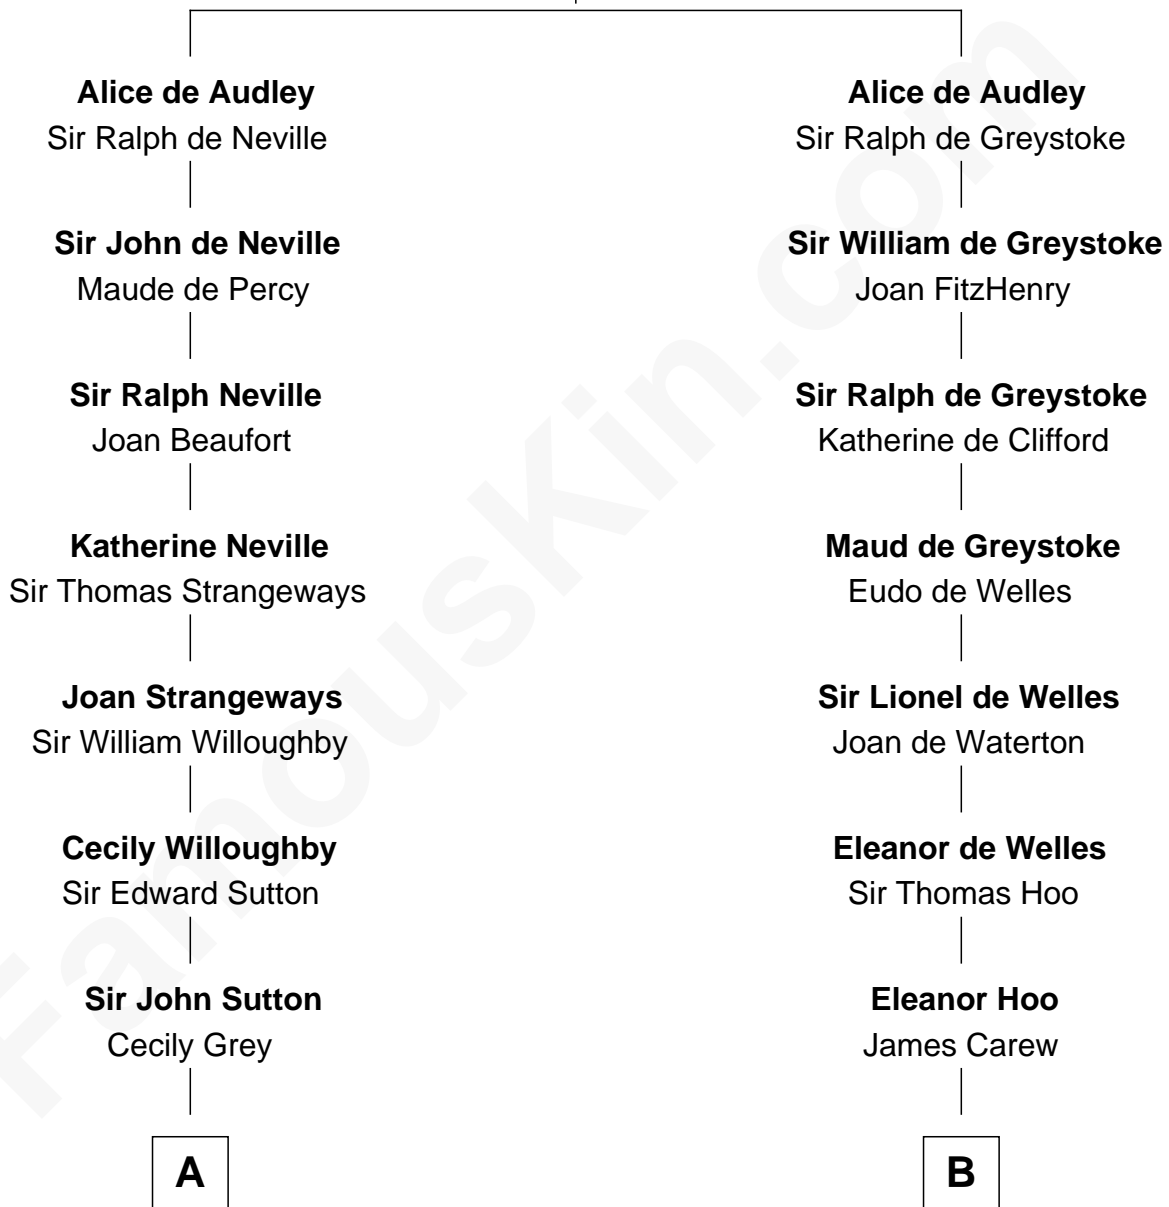 Alice de Audley
Sir Ralph de Neville
Sir John de Neville
Maude de Percy
Sir Ralph Neville
Joan Beaufort
Katherine Neville
Sir Thomas Strangeways
Joan Strangeways
Sir William Willoughby
Cecily Willoughby
Sir Edward Sutton
Sir John Sutton
Cecily Grey
A
Alice de Audley
Sir Ralph de Greystoke
Sir William de Greystoke
Joan FitzHenry
Sir Ralph de Greystoke
Katherine de Clifford
Maud de Greystoke
Eudo de Welles
Sir Lionel de Welles
Joan de Waterton
Eleanor de Welles
Sir Thomas Hoo
Eleanor Hoo
James Carew
B
FamousKin.com